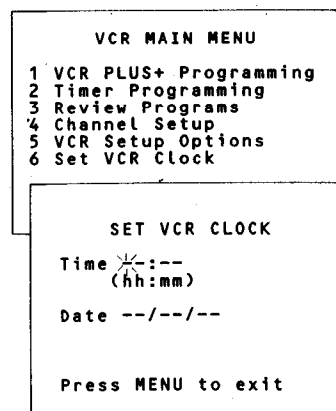 VCR MAIN MENU
1 VCR PLUS+ Programming
2 Timer Programming
3 Review Programs
4 Channel Setup
5 VCR Setup Options
6 Set VCR Clock
SET VCR CLOCK
Time --:--
(hh:mm)
Date --/--/--
Press MENU to exit